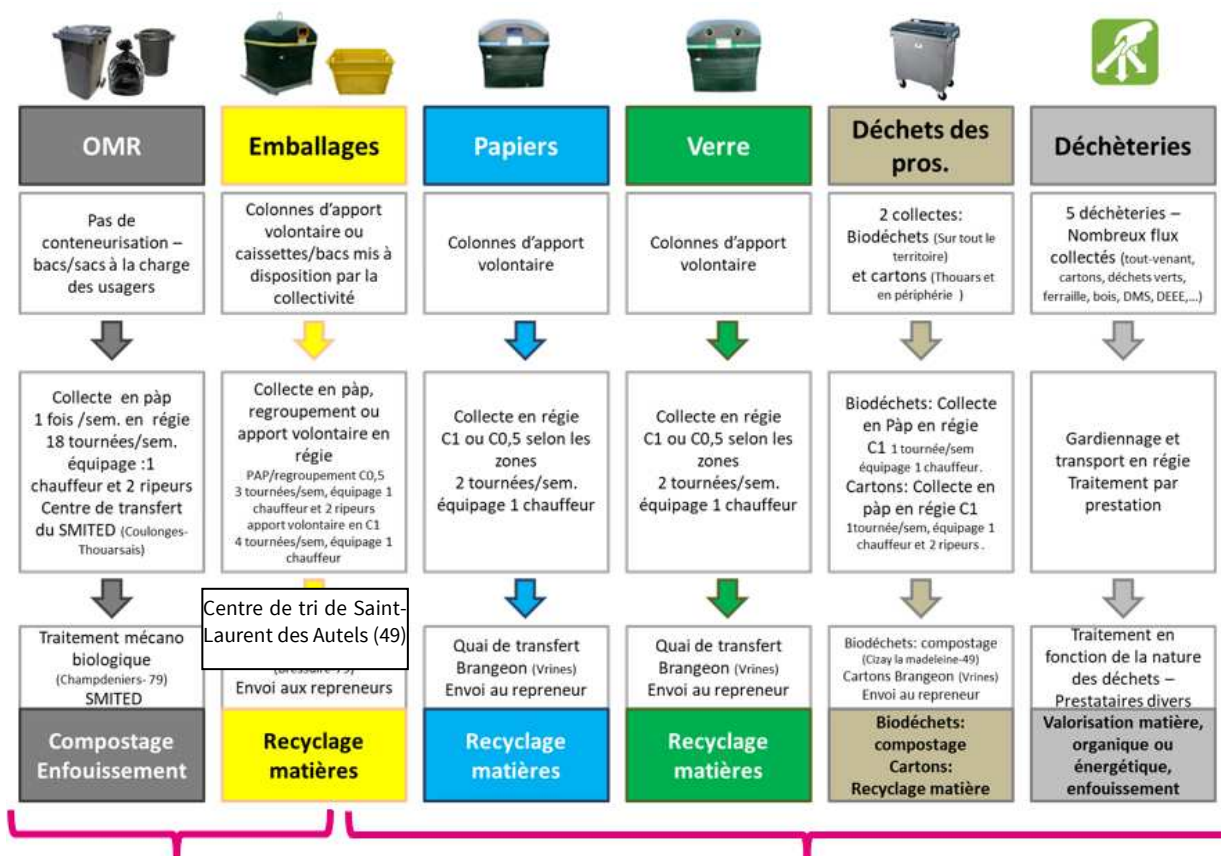 OMR
Emballages
Papiers
Verre
Déchets des
pros.
Déchèteries
Pas de
conteneurisation –
bacs/sacs à la charge
des usagers
Colonnes d'apport
volontaire ou
caissettes/bacs mis à
disposition par la
collectivité
Colonnes d'apport
volontaire
Colonnes d'apport
volontaire
2 collectes:
Biodéchets (Sur tout le
territoire)
et cartons (Thouars et
en périphérie )
5 déchèteries –
Nombreux flux
collectés (tout-venant,
cartons, déchets verts,
ferraille, bois, DMS, DEEE,...)
Collecte en pàp
1 fois /sem. en régie
18 tournées/sem.
équipage :1
chauffeur et 2 ripeurs
Centre de transfert
du SMITED (Coulonges-
Thouarsais)
Collecte en pàp,
regroupement ou
apport volontaire en
régie
PAP/regroupement C0,5
3 tournées/sem, équipage 1
chauffeur et 2 ripeurs
apport volontaire en C1
4 tournées/sem, équipage 1
chauffeur
Collecte en régie
C1 ou C0,5 selon les
zones
2 tournées/sem.
équipage 1 chauffeur
Collecte en régie
C1 ou C0,5 selon les
zones
2 tournées/sem.
équipage 1 chauffeur
Biodéchets: Collecte
en Pàp en régie
C1 1 tournée/sem
équipage 1 chauffeur.
Cartons: Collecte en
pàp en régie C1
1tournée/sem, équipage 1
chauffeur et 2 ripeurs .
Gardiennage et
transport en régie
Traitement par
prestation
Traitement mécano
biologique
(Champdeniers- 79)
SMITED
Centre de tri de Saint-
Laurent des Autels (49)
Envoi aux repreneurs
Quai de transfert
Brangeon (Vrines)
Envoi au repreneur
Quai de transfert
Brangeon (Vrines)
Envoi au repreneur
Biodéchets: compostage
(Cizay la madeleine-49)
Cartons Brangeon (Vrines)
Envoi au repreneur
Traitement en
fonction de la nature
des déchets –
Prestataires divers
Compostage
Enfouissement
Recyclage
matières
Recyclage
matières
Recyclage
matières
Biodéchets:
compostage
Cartons:
Recyclage matière
Valorisation matière,
organique ou
énergétique,
enfouissement